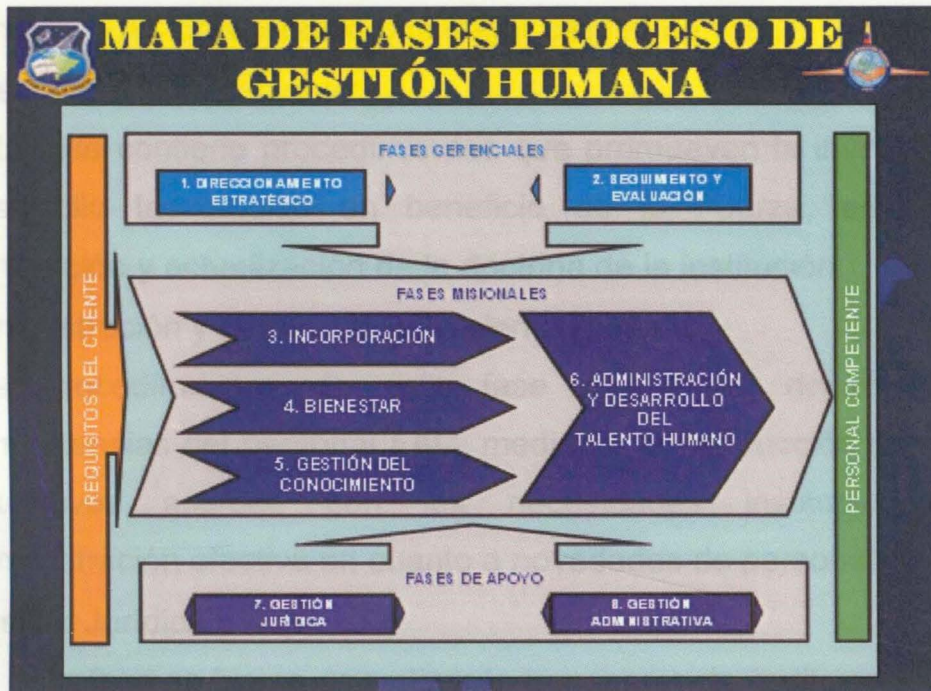 MAPA DE FASES PROCESO DE
GESTIÓN HUMANA
FASES GERENCIALES
1. DIRECCIONAMIENTO
ESTRATÉGICO
2. SEGUIMIENTO Y
EVALUACIÓN
REQUISITOS DEL CLIENTE
FASES MISIONALES
3. INCORPORACIÓN
4. BIENESTAR
5. GESTIÓN DEL
CONOCIMIENTO
6. ADMINISTRACIÓN
Y DESARROLLO
DEL
TALENTO HUMANO
PERSONAL COMPETENTE
FASES DE APOYO
7. GESTIÓN
JURÍDICA
8. GESTIÓN
ADMINISTRATIVA